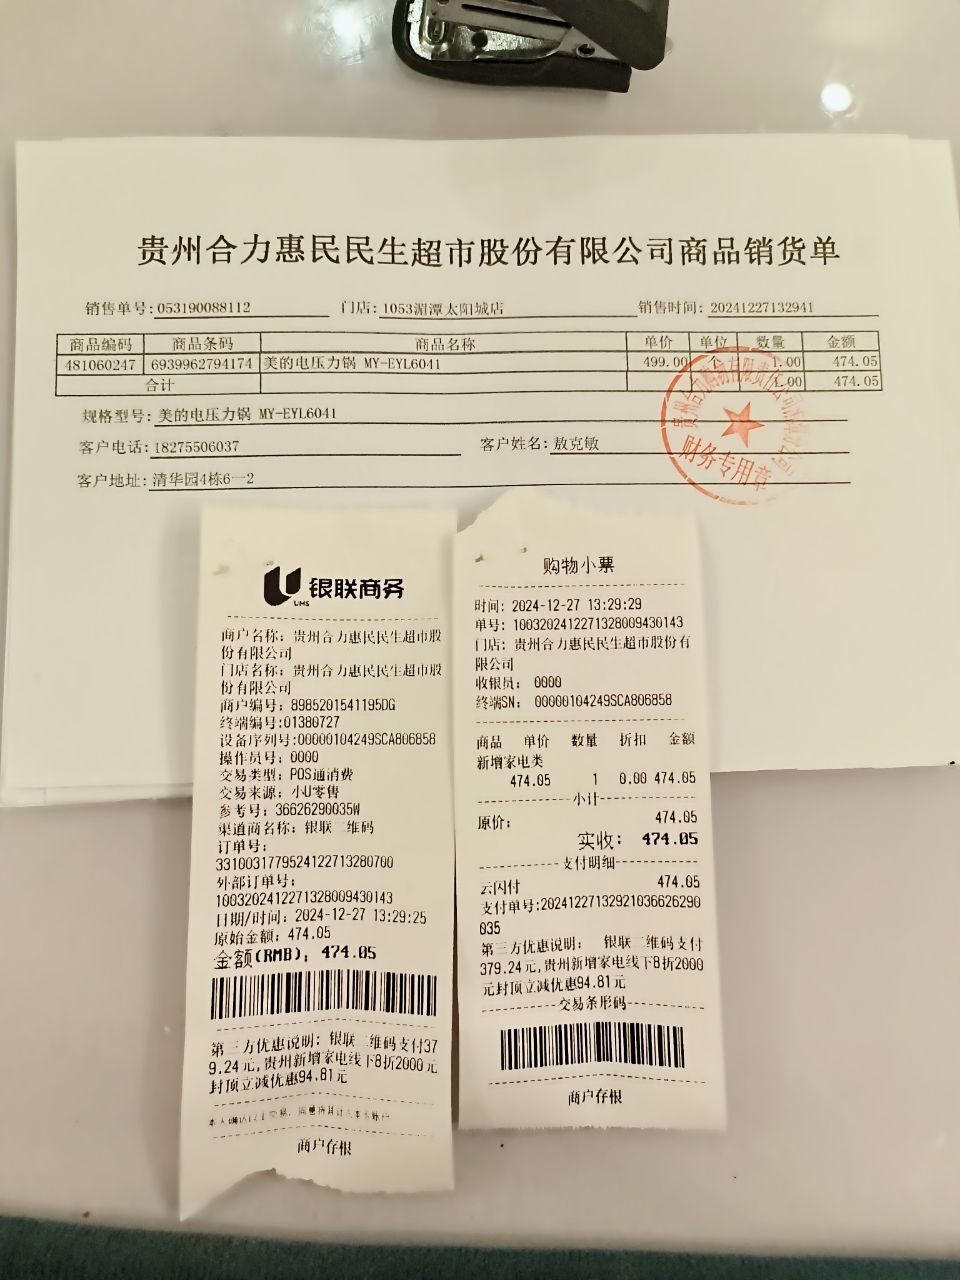 贵州合力惠民民生超市股份有限公司商品销货单
销售单号: 053190088112 门店: 1053湄潭太阳城店 销售时间: 20241227132941
商品编码 商品条码 商品名称 单价 单位 数量 金额
481060247 6939962794174 美的电压力锅 MY-EYL6041 499.00 个 1.00 474.05
合计 1.00 474.05
规格型号: 美的电压力锅 MY-EYL6041
客户电话: 18275506037 客户姓名: 敖克敏
客户地址: 清华园4栋6一2
财务专用章
银联商务
UMS
商户名称: 贵州合力惠民民生超市股
份有限公司
门店名称: 贵州合力惠民民生超市股
份有限公司
商户编号: 8985201541195DG
终端编号:01380727
设备序列号:00000104249SCA806858
操作员号: 0000
交易类型: POS通消费
交易来源: 小U零售
参考号: 36626290035W
渠道商名称: 银联二维码
订单号:
33100317795241227132807​00
外部订单号:
10032024122713280094​30143
日期/时间: 2024-12-27 13:29:25
原始金额: 474.05
金额(RMB): 474.05
第三方优惠说明: 银联二维码支付37
9.24元,贵州新增家电线下8折2000元
封顶立减优惠94.81元
商户存根
购物小票
时间: 2024-12-27 13:29:29
单号: 1003202412271328009430143
门店: 贵州合力惠民民生超市股份有
限公司
收银员: 0000
终端SN: 00000104249SCA806858
商品 单价 数量 折扣 金额
新增家电类
474.05 1 0.00 474.05
小计
原价: 474.05
实收: 474.05
支付明细
云闪付 474.05
支付单号:20241227132921036626290
035
第三方优惠说明: 银联二维码支付
379.24元,贵州新增家电线下8折2000
元封顶立减优惠94.81元
交易条形码
商户存根